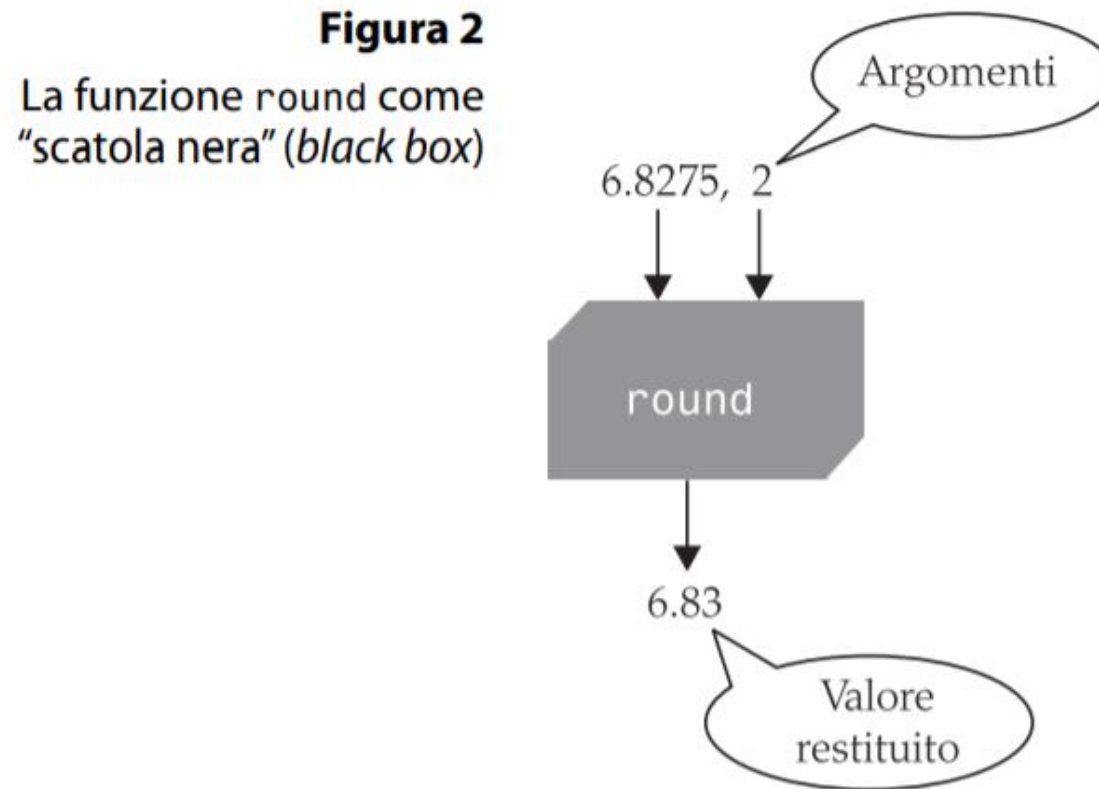 Figura 2
La funzione round come
“scatola nera” (black box)
Argomenti
6.8275, 2
round
6.83
Valore
restituito